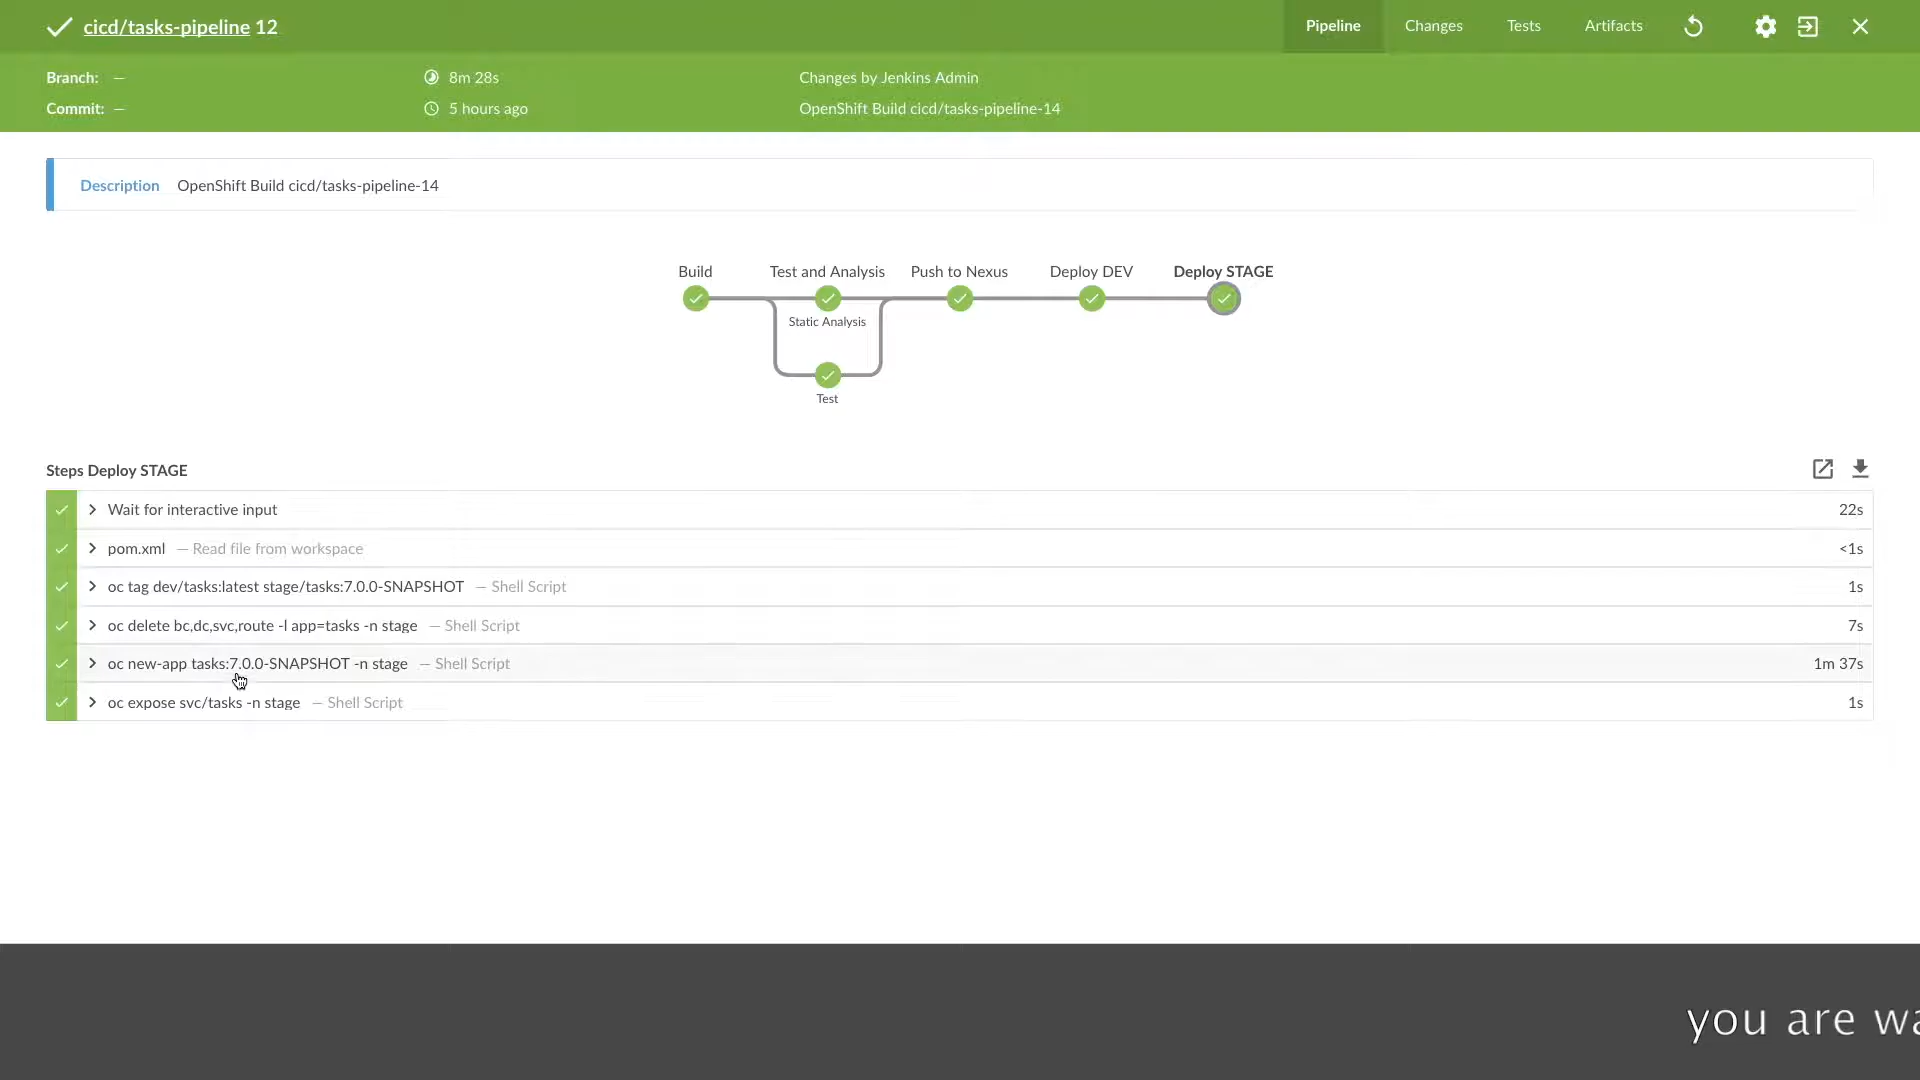 cicd/tasks-pipeline 12
Pipeline
Changes
Tests
Artifacts
Branch: —
8m 28s
Changes by Jenkins Admin
Commit: —
5 hours ago
OpenShift Build cicd/tasks-pipeline-14
Description OpenShift Build cicd/tasks-pipeline-14
Build
Test and Analysis
Push to Nexus
Deploy DEV
Deploy STAGE
Static Analysis
Test
Steps Deploy STAGE
Wait for interactive input 22s
pom.xml — Read file from workspace <1s
oc tag dev/tasks:latest stage/tasks:7.0.0-SNAPSHOT — Shell Script 1s
oc delete bc,dc,svc,route -l app=tasks -n stage — Shell Script 7s
oc new-app tasks:7.0.0-SNAPSHOT -n stage — Shell Script 1m 37s
oc expose svc/tasks -n stage — Shell Script 1s
you are